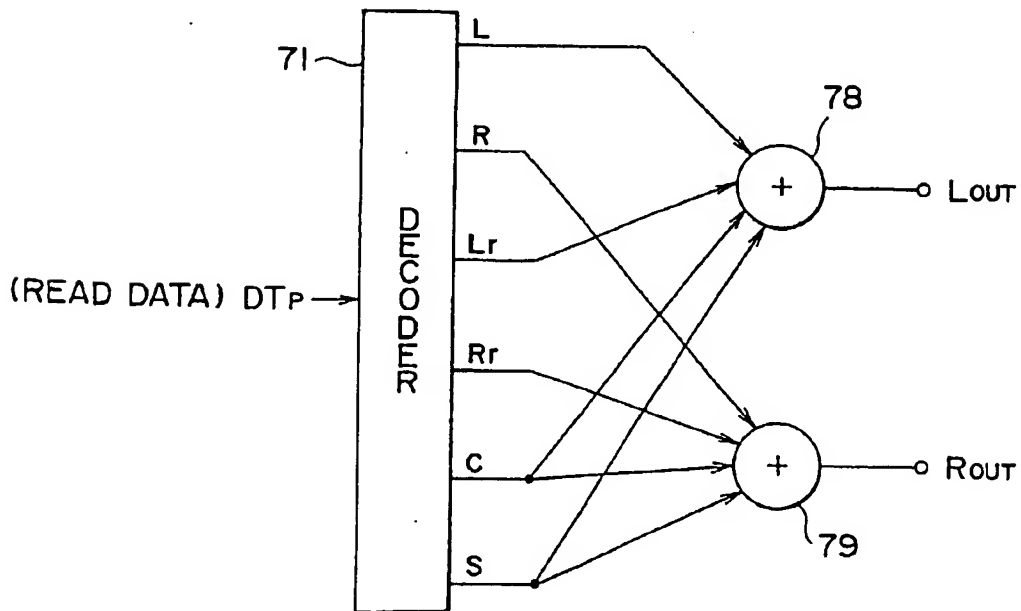 71
L
78
R
+
LOUT
DECODER
Lr
(READ DATA) DTP
Rr
C
+
ROUT
79
S